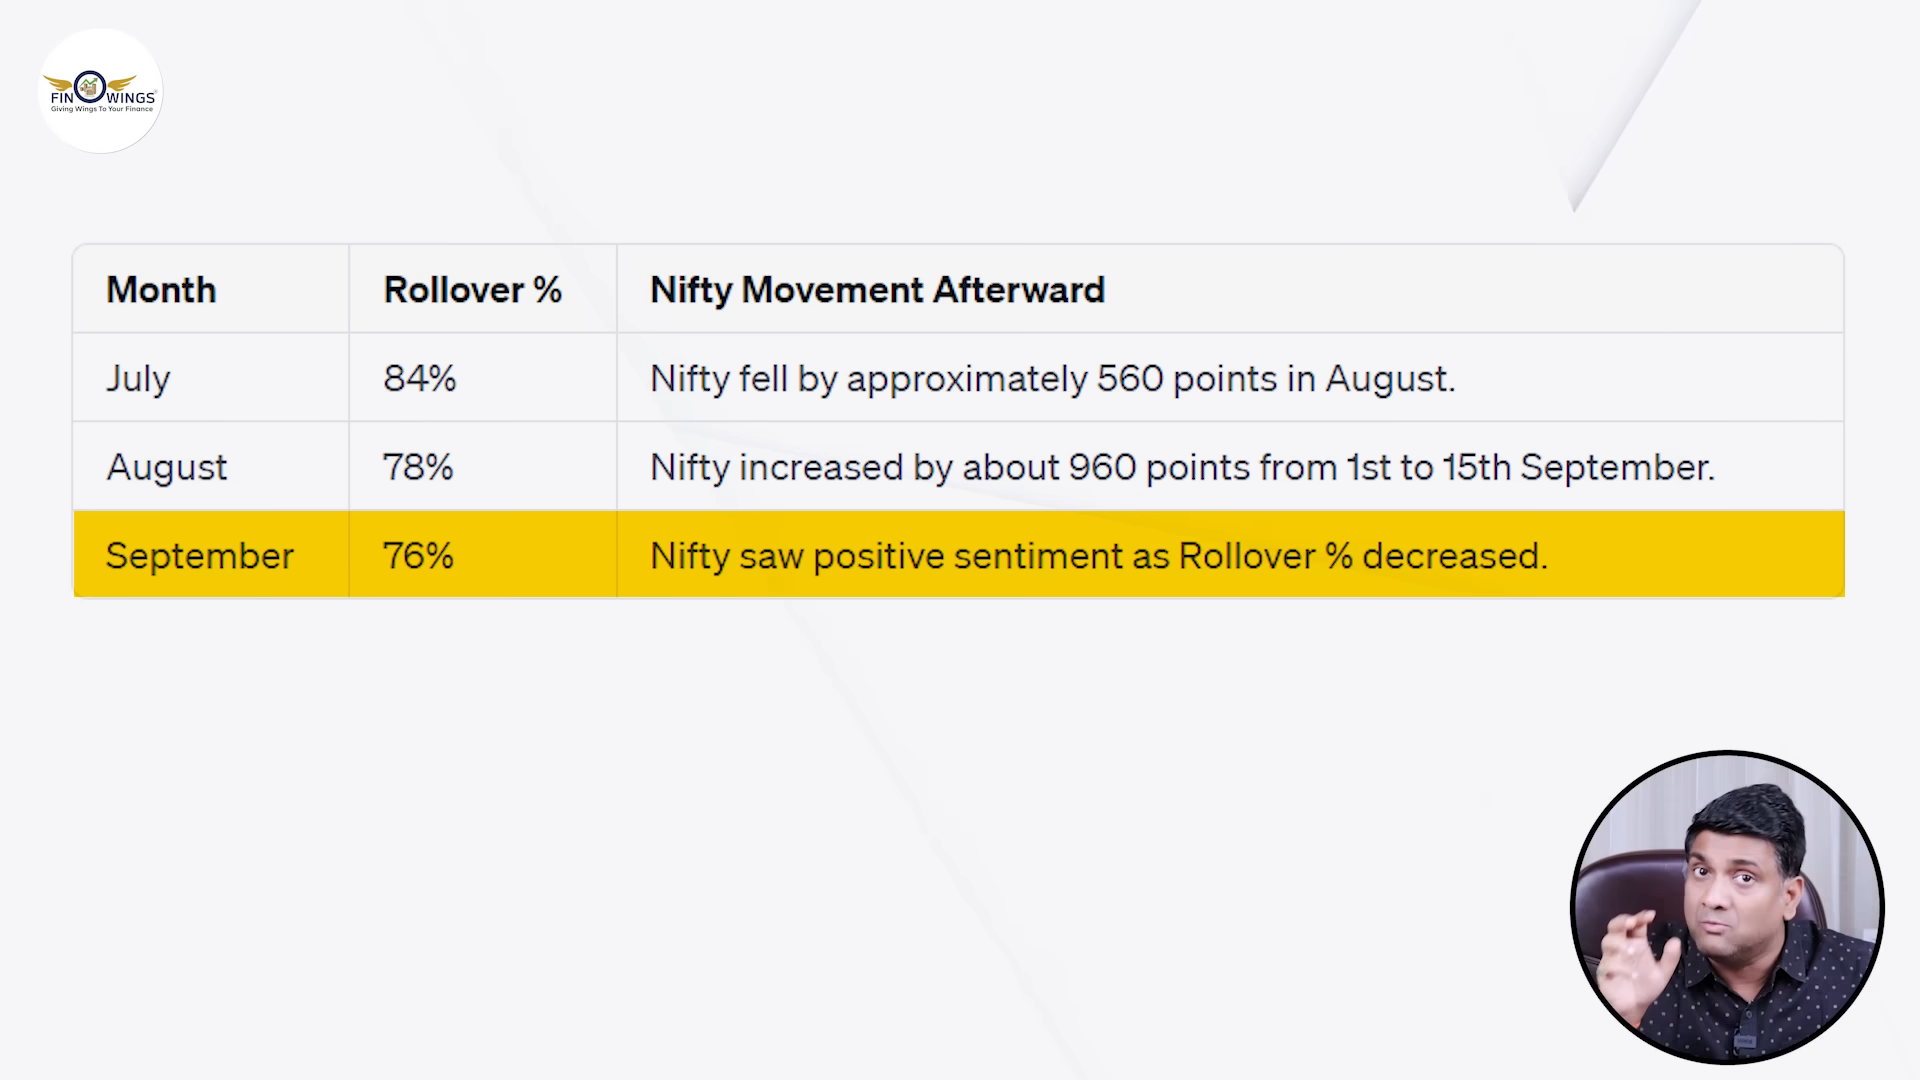 FINOWINGS
Giving Wings To Your Finance
Month Rollover % Nifty Movement Afterward
July 84% Nifty fell by approximately 560 points in August.
August 78% Nifty increased by about 960 points from 1st to 15th September.
September 76% Nifty saw positive sentiment as Rollover % decreased.